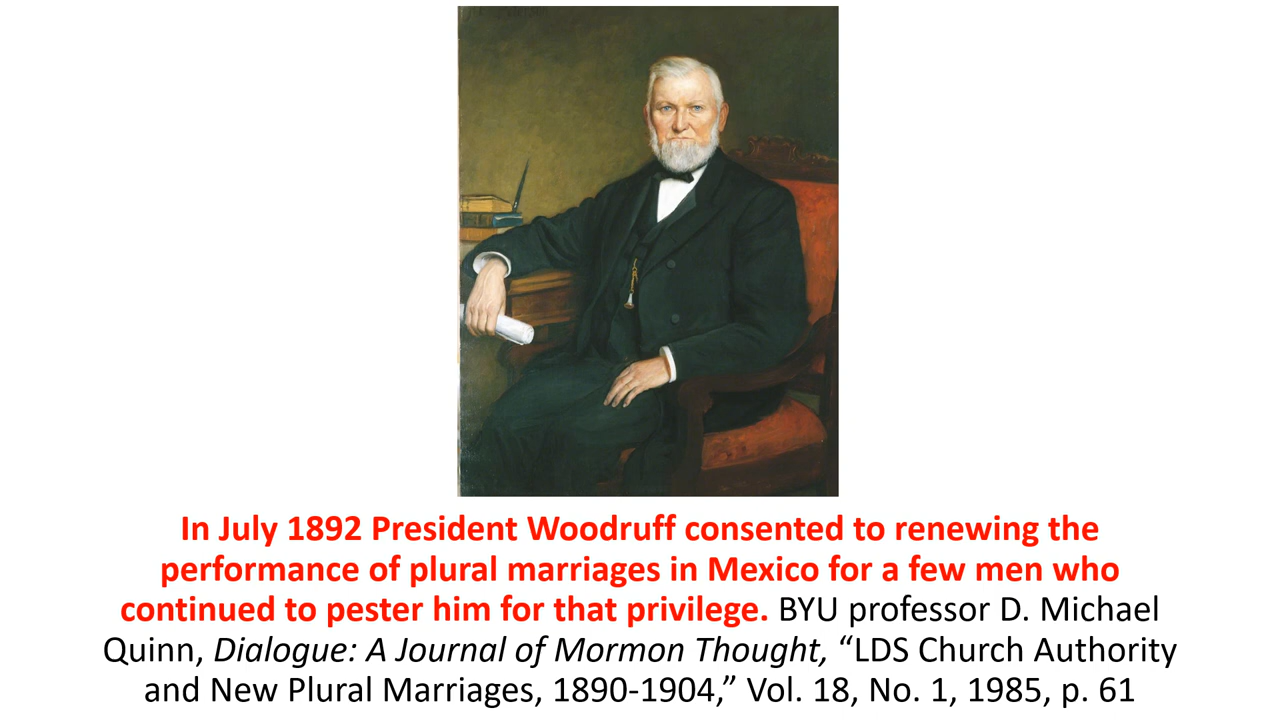 In July 1892 President Woodruff consented to renewing the
performance of plural marriages in Mexico for a few men who
continued to pester him for that privilege. BYU professor D. Michael
Quinn, Dialogue: A Journal of Mormon Thought, “LDS Church Authority
and New Plural Marriages, 1890-1904,” Vol. 18, No. 1, 1985, p. 61